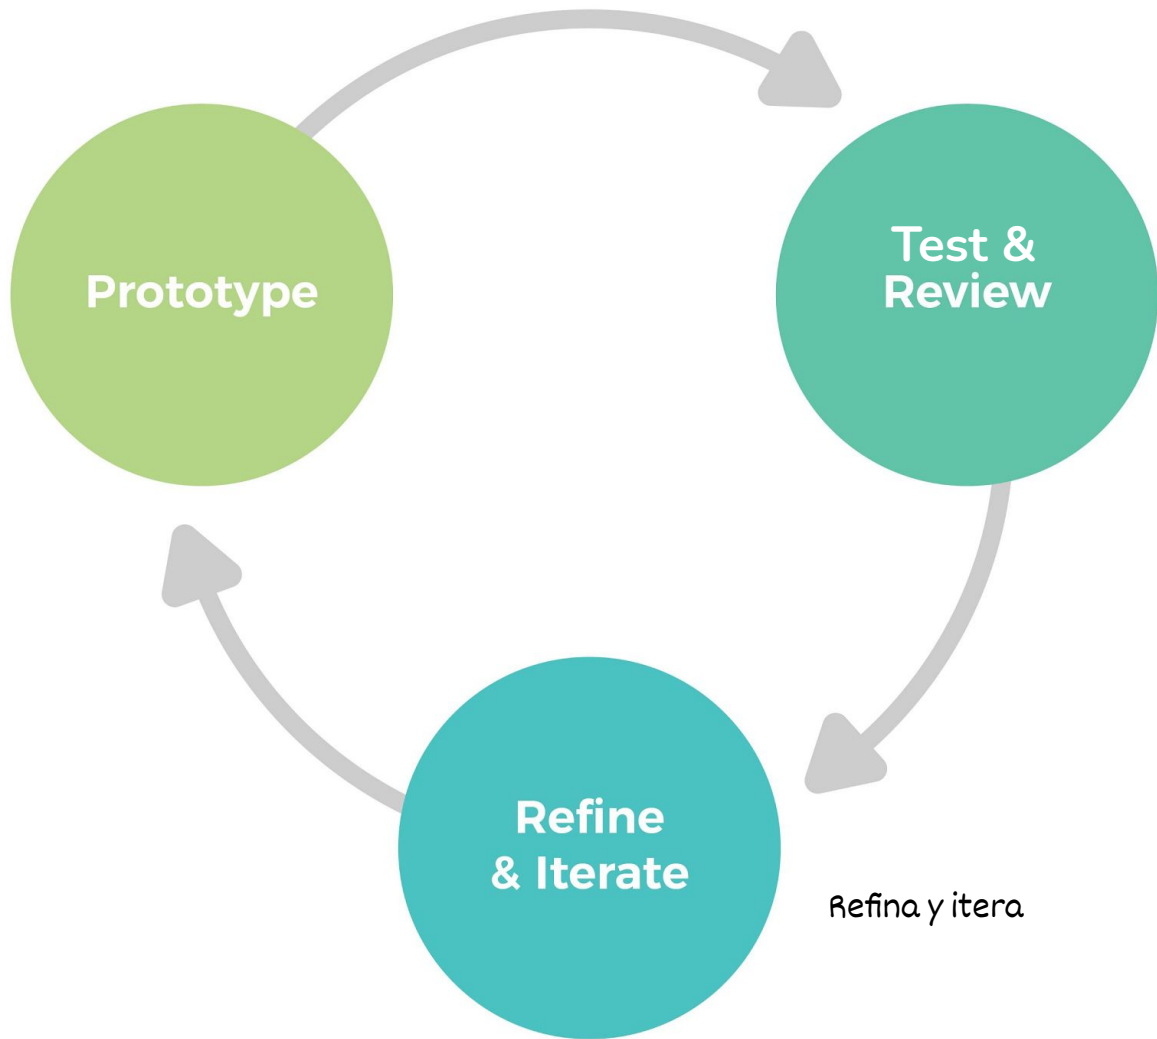 Prototype
Test &
Review
Refine
& Iterate
Refina y itera